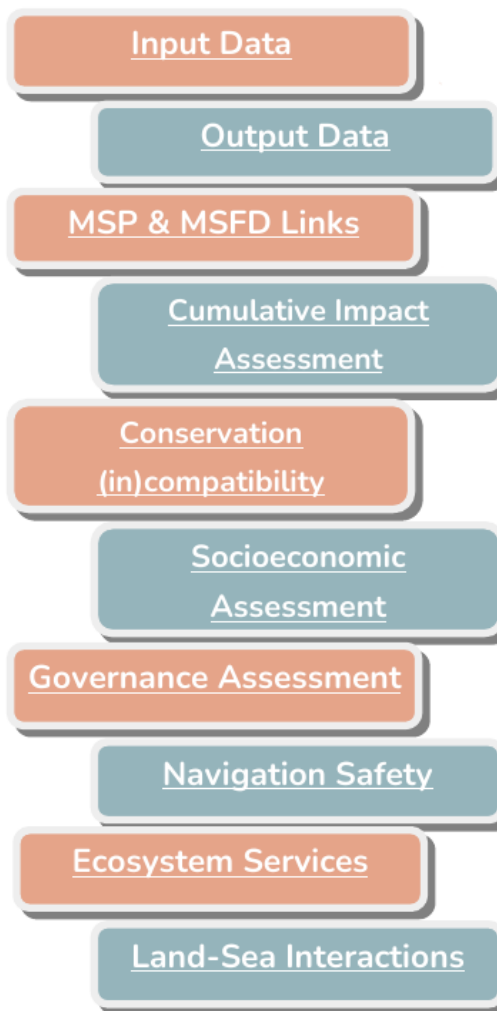 Input Data
Output Data
MSP & MSFD Links
Cumulative Impact
Assessment
Conservation
(in)compatibility
Socioeconomic
Assessment
Governance Assessment
Navigation Safety
Ecosystem Services
Land-Sea Interactions